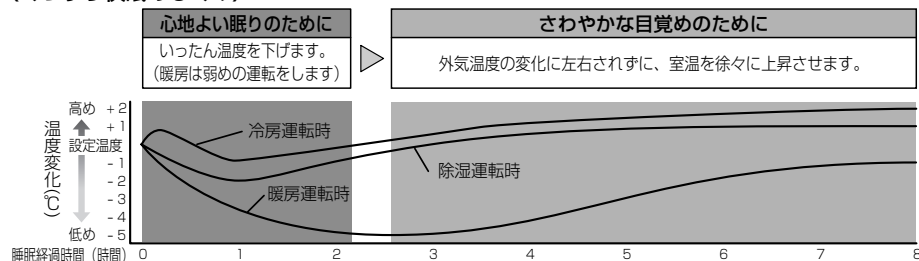 心地よい眠りのために
いったん温度を下げます。
(暖房は弱めの運転をします)
さわやかな目覚めのために
外気温度の変化に左右されずに、室温を徐々に上昇させます。
温度変化(℃)
高め +2
+1
設定温度
-1
-2
-3
-4
低め -5
冷房運転時
除湿運転時
暖房運転時
睡眠経過時間(時間) 0 1 2 3 4 5 6 7 8